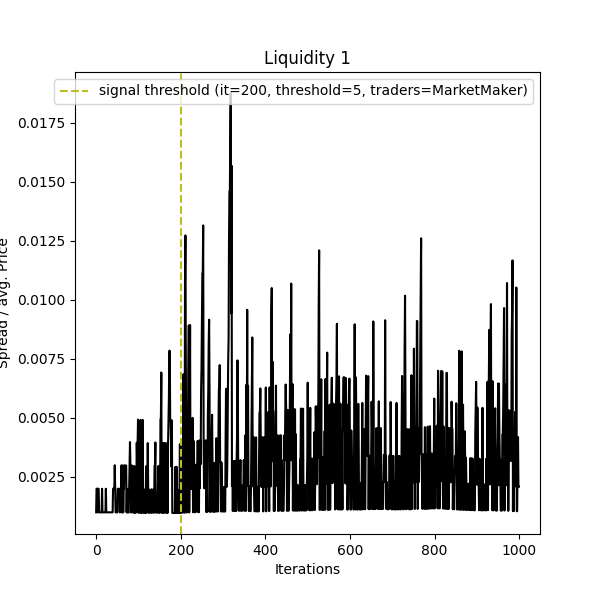 Liquidity 1
signal threshold (it=200, threshold=5, traders=MarketMaker)
0.0175
0.0150
0.0125
0.0100
0.0075
0.0050
0.0025
Spread / avg. Price
0 200 400 600 800 1000
Iterations